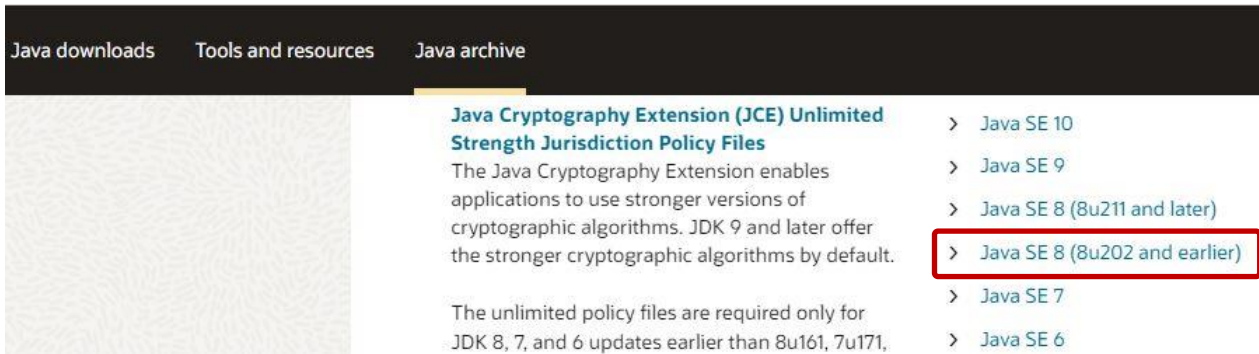 Java downloads Tools and resources Java archive
Java Cryptography Extension (JCE) Unlimited
Strength Jurisdiction Policy Files
The Java Cryptography Extension enables
applications to use stronger versions of
cryptographic algorithms. JDK 9 and later offer
the stronger cryptographic algorithms by default.
The unlimited policy files are required only for
JDK 8, 7, and 6 updates earlier than 8u161, 7u171,
> Java SE 10
> Java SE 9
> Java SE 8 (8u211 and later)
> Java SE 8 (8u202 and earlier)
> Java SE 7
> Java SE 6